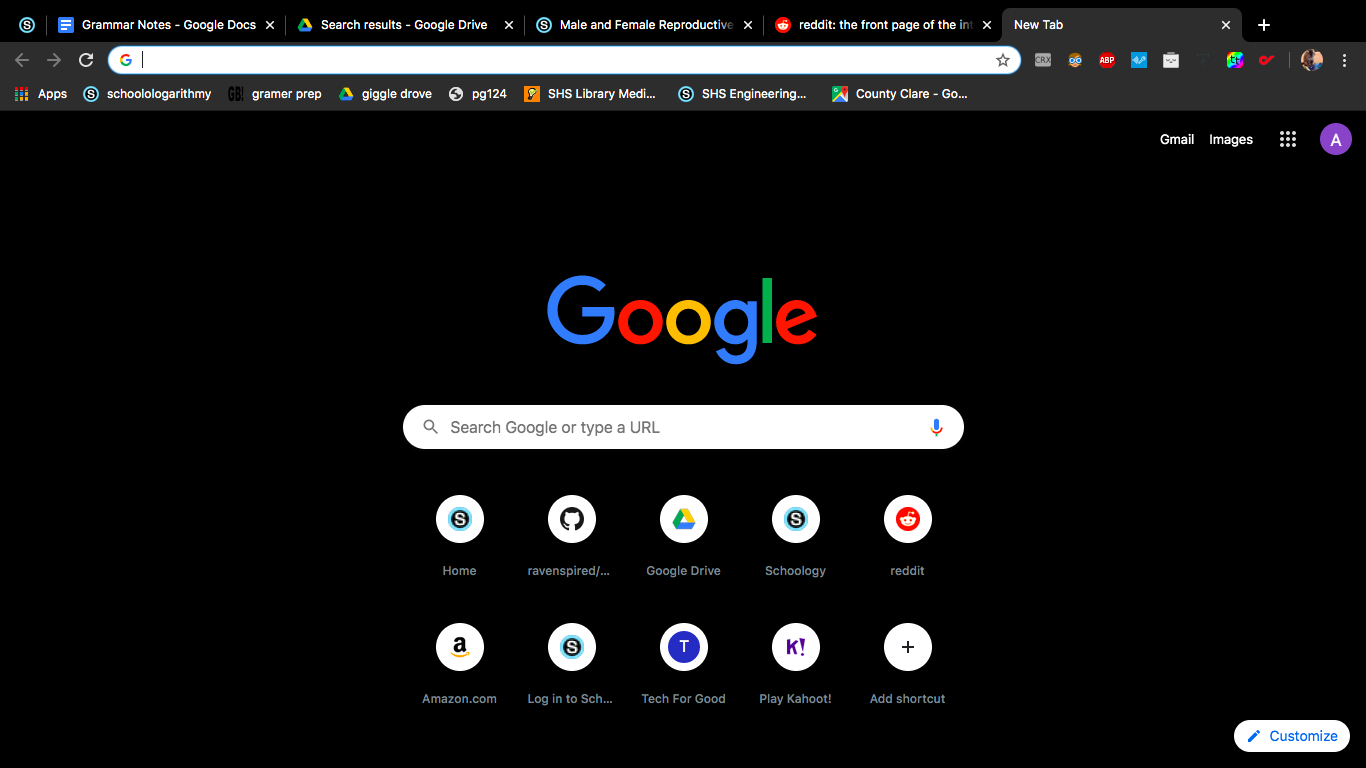 Grammar Notes - Google Docs Search results - Google Drive Male and Female Reproductive reddit: the front page of the int New Tab
CRX ABP
Apps schoolologarithmy GB! gramer prep giggle drove pg124 SHS Library Medi... SHS Engineering... County Clare - Go...
Gmail Images A
Google
Search Google or type a URL
Home ravenspired/... Google Drive Schoology reddit
Amazon.com Log in to Sch... Tech For Good Play Kahoot! Add shortcut
Customize